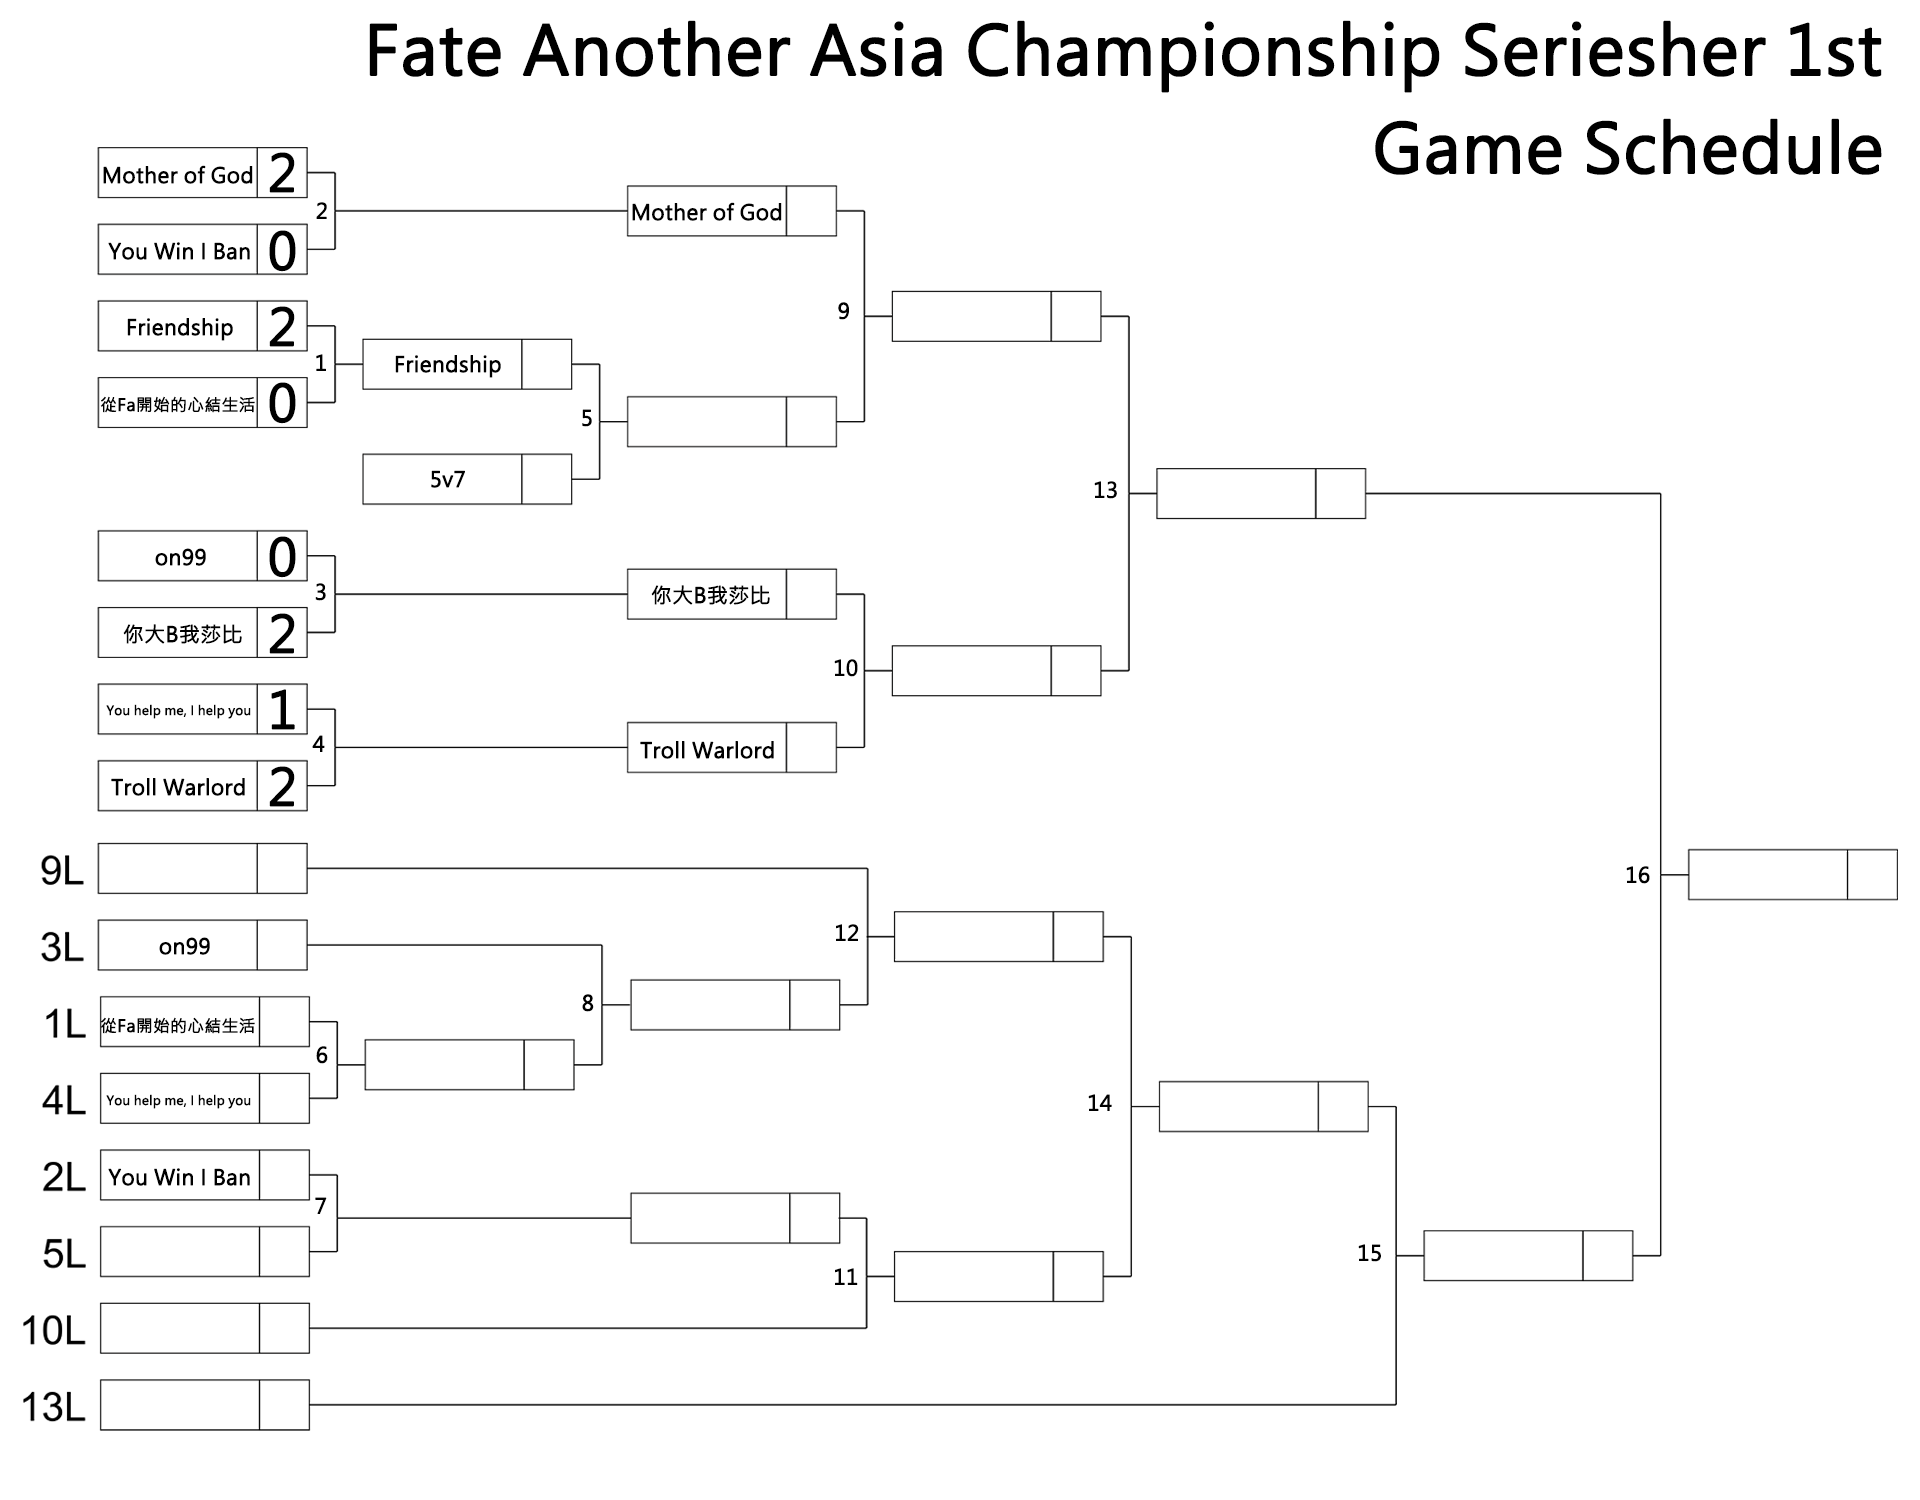 Fate Another Asia Championship Seriesher 1st
Game Schedule
Mother of God 2
2
Mother of God
You Win I Ban 0
Friendship 2
9
1
Friendship
從Fa開始的心結生活 0
5
5v7
13
on99 0
3
你大B我莎比
你大B我莎比 2
10
You help me, I help you 1
4
Troll Warlord
Troll Warlord 2
9L
16
12
3L on99
8
1L 從Fa開始的心結生活
6
4L You help me, I help you
14
2L You Win I Ban
7
5L
15
11
10L
13L